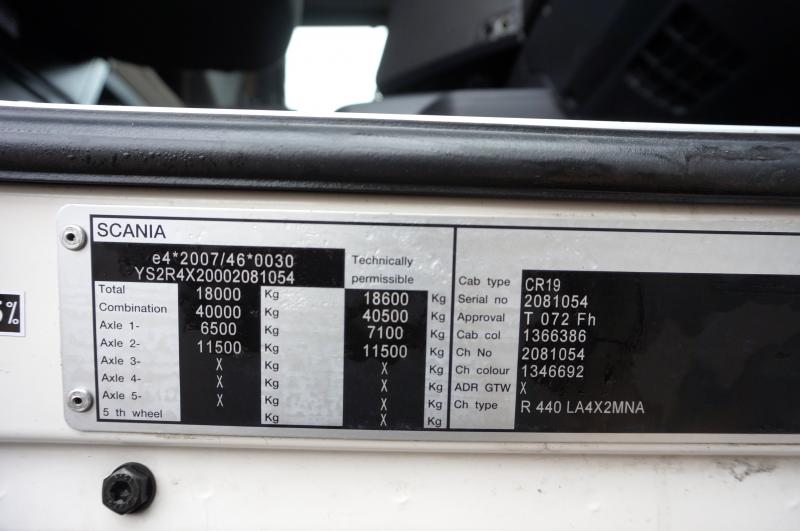 SCANIA
e4*2007/46*0030
YS2R4X20002081054
Technically
permissible
Total 18000 Kg 18600 Kg
Combination 40000 Kg 40500 Kg
Axle 1- 6500 Kg 7100 Kg
Axle 2- 11500 Kg 11500 Kg
Axle 3- X Kg X Kg
Axle 4- X Kg X Kg
Axle 5- X Kg X Kg
5 th wheel Kg X Kg
Cab type CR19
Serial no 2081054
Approval T 072 Fh
Cab col 1366386
Ch No 2081054
Ch colour 1346692
ADR GTW X
Ch type R 440 LA4X2MNA
%